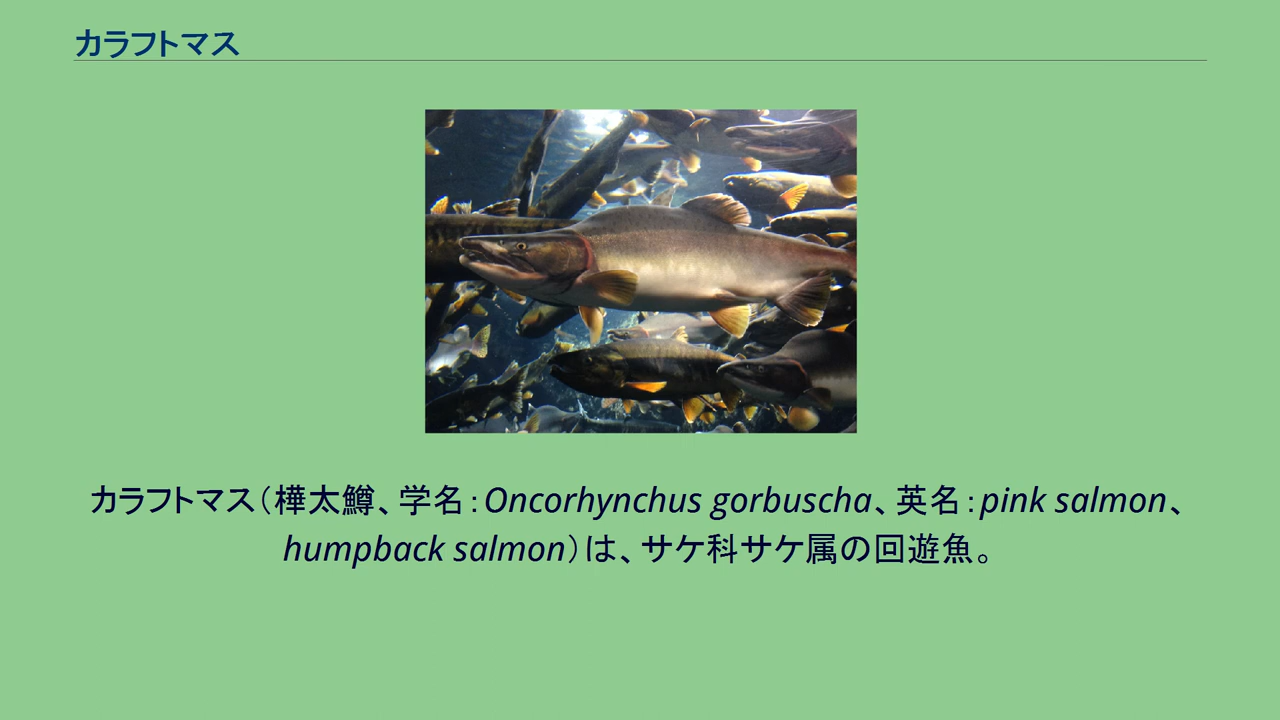 カラフトマス
カラフトマス（樺太鱒、学名：Oncorhynchus gorbuscha、英名：pink salmon、
humpback salmon）は、サケ科サケ属の回遊魚。